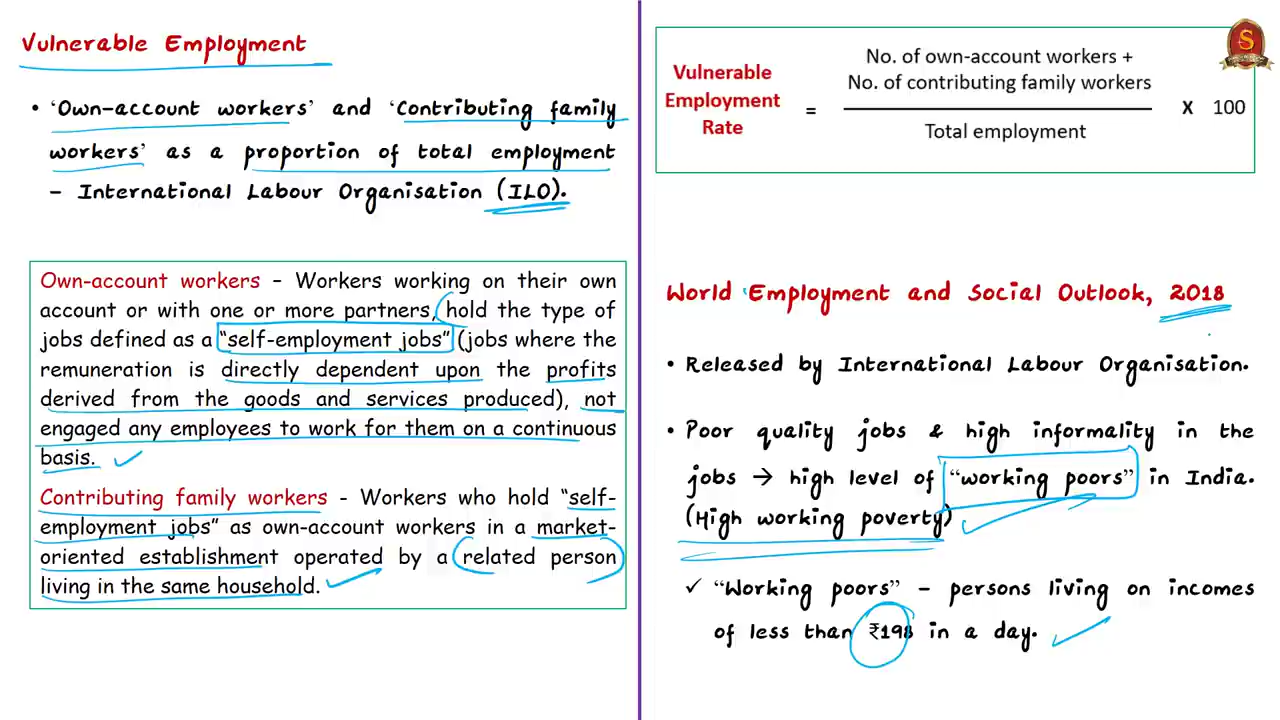 Vulnerable Employment
• ‘Own-account workers’ and ‘Contributing family
workers’ as a proportion of total employment
– International Labour Organisation (ILO).
Own-account workers – Workers working on their own
account or with one or more partners, hold the type of
jobs defined as a “self-employment jobs” (jobs where the
remuneration is directly dependent upon the profits
derived from the goods and services produced), not
engaged any employees to work for them on a continuous
basis.
Contributing family workers - Workers who hold “self-
employment jobs” as own-account workers in a market-
oriented establishment operated by a related person
living in the same household.
No. of own-account workers +
No. of contributing family workers
Vulnerable
Employment
Rate
=
Total employment
X 100
S
World Employment and Social Outlook, 2018
• Released by International Labour Organisation.
• Poor quality jobs & high informality in the
jobs → high level of “working poors” in India.
(High working poverty)
✓ “Working poors” – persons living on incomes
of less than ₹198 in a day.